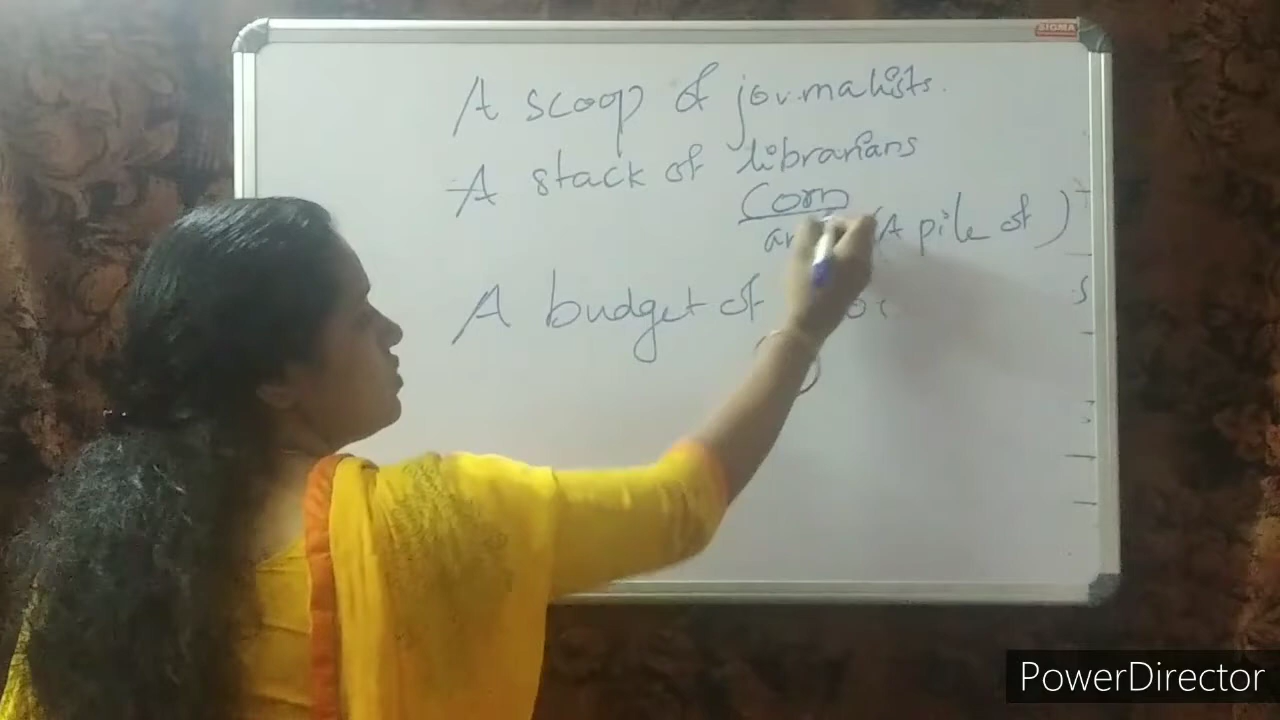 SIGMA
A scoop of journalists.
A stack of librarians
Corn
(A pile of)
A budget of
PowerDirector